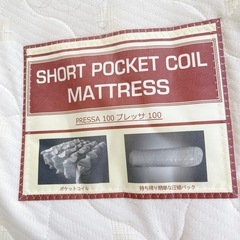 SHORT POCKET COIL
MATTRESS
PRESSA 100 プレッサ 100
ポケットコイル
持ち帰り簡単な圧縮パック